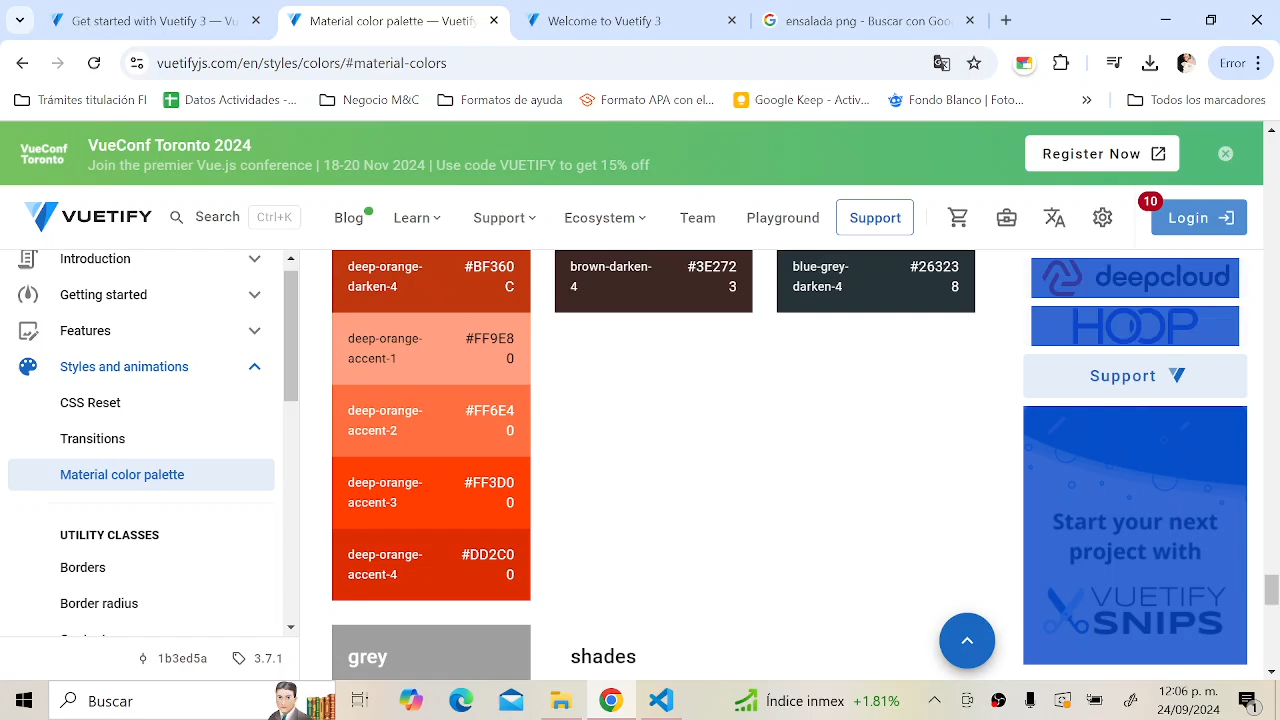 Vuetify3 — V
Material color palette — Vuetify
Welcome to Vuetify 3
ensalada png - Buscar con Goo
vuetifyjs.com/en/styles/colors/#material-colors
Error
Trámites titulación FI
Datos Actividades -...
Negocio M&C
Formatos de ayuda
Formato APA con el...
Google Keep - Activ...
Fondo Blanco | Foto...
Todos los marcadores
VueConf
Toronto
VueConf Toronto 2024
Join the premier Vue.js conference | 18-20 Nov 2024 | Use code VUETIFY to get 15% off
Register Now
VUETIFY
Search
Ctrl+K
Blog
Learn
Support
Ecosystem
Team
Playground
Support
10
Login
Introduction
Getting started
Features
Styles and animations
CSS Reset
Transitions
Material color palette
UTILITY CLASSES
Borders
Border radius
1b3ed5a
3.7.1
deep-orange-
darken-4
#BF360
C
brown-darken-
4
#3E272
3
blue-grey-
darken-4
#26323
8
deep-orange-
accent-1
#FF9E8
0
deep-orange-
accent-2
#FF6E4
0
deep-orange-
accent-3
#FF3D0
0
deep-orange-
accent-4
#DD2C0
0
grey
shades
deepcloud
HOOP
Support
Start your next
project with
VUETIFY
SNIPS
Buscar
Índice inmex
+1.81%
12:06 p. m.
24/09/2024
1